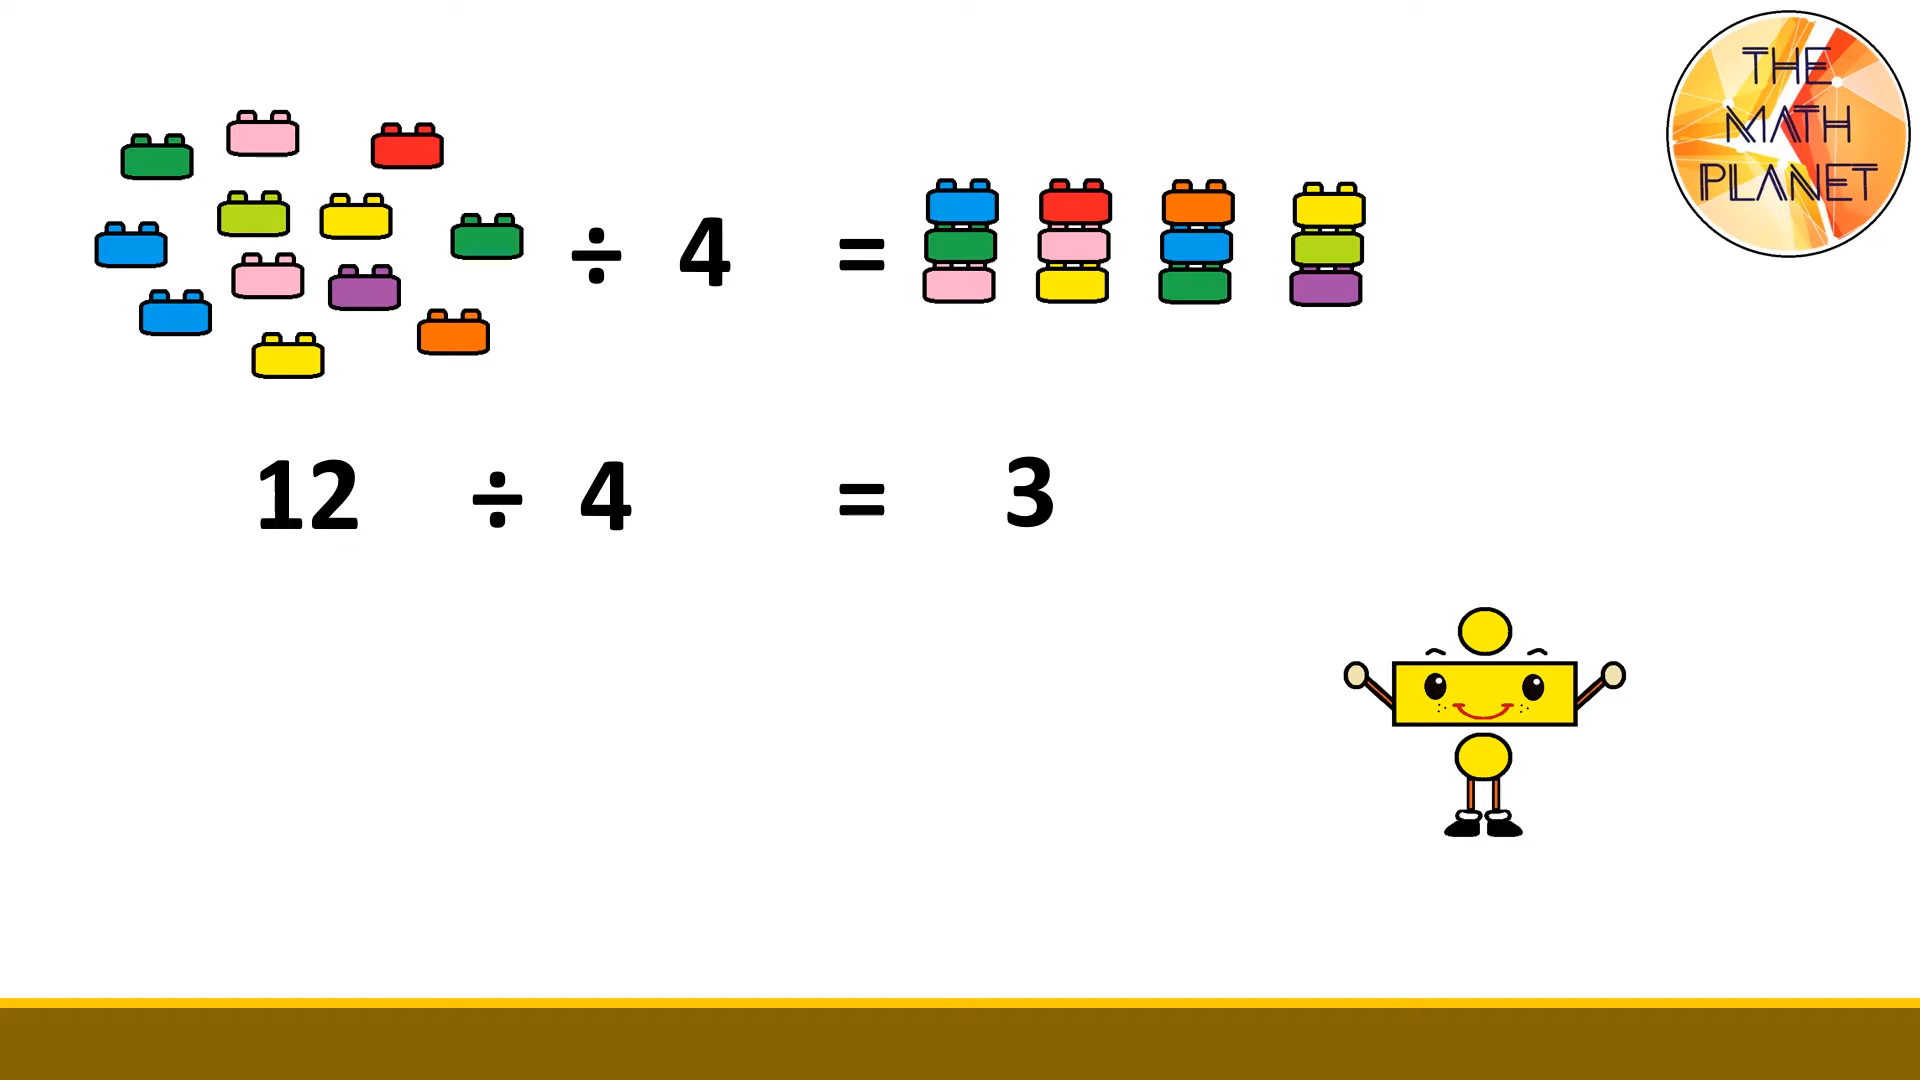 THE
MATH
PLANET
÷ 4 =
12 ÷ 4 = 3